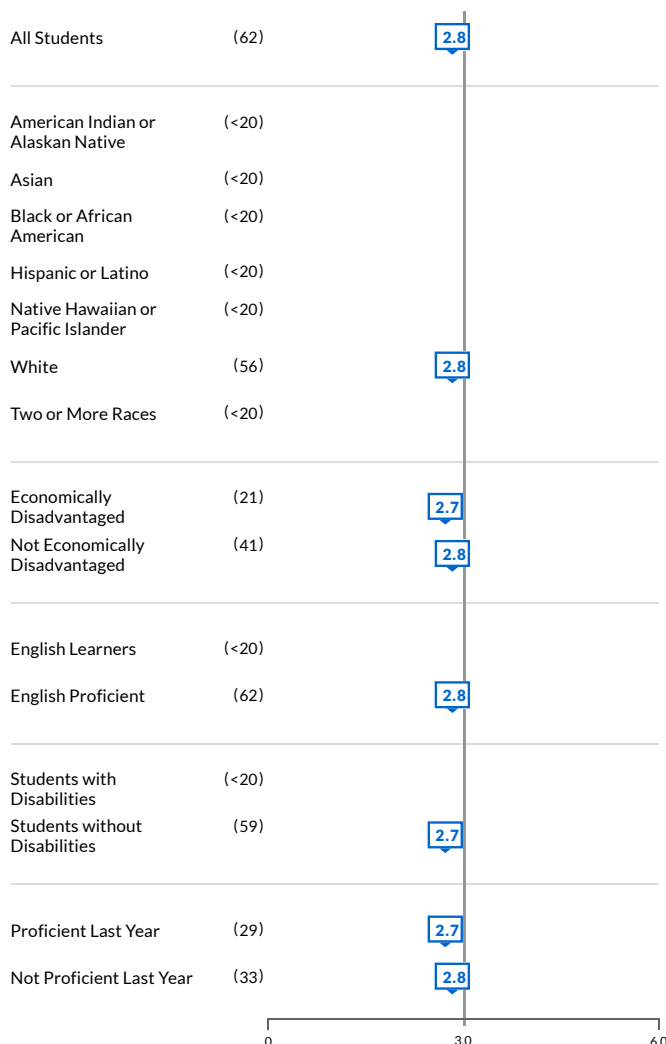 All Students (62) 2.8
American Indian or (<20)
Alaskan Native
Asian (<20)
Black or African (<20)
American
Hispanic or Latino (<20)
Native Hawaiian or (<20)
Pacific Islander
White (56) 2.8
Two or More Races (<20)
Economically (21) 2.7
Disadvantaged
Not Economically (41) 2.8
Disadvantaged
English Learners (<20)
English Proficient (62) 2.8
Students with (<20)
Disabilities
Students without (59) 2.7
Disabilities
Proficient Last Year (29) 2.7
Not Proficient Last Year (33) 2.8
0 3.0 6.0